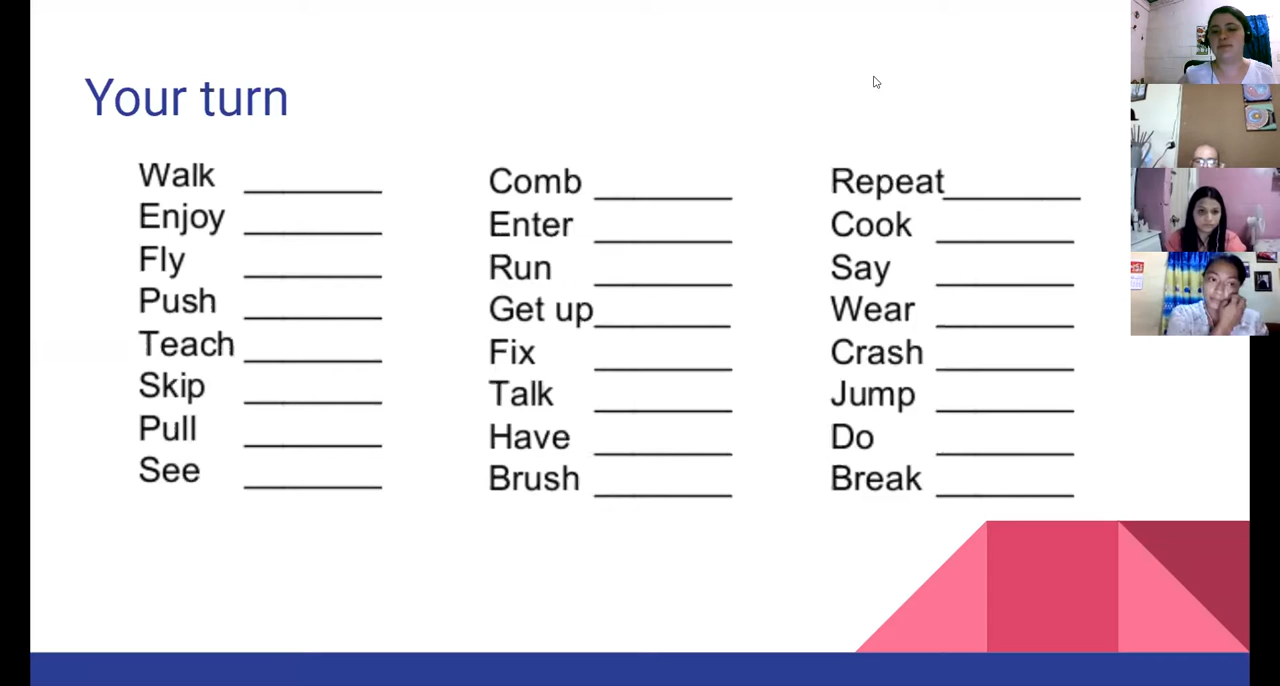 Your turn
Walk ________
Enjoy ________
Fly ________
Push ________
Teach ________
Skip ________
Pull ________
See ________
Comb ________
Enter ________
Run ________
Get up________
Fix ________
Talk ________
Have ________
Brush ________
Repeat________
Cook ________
Say ________
Wear ________
Crash ________
Jump ________
Do ________
Break ________